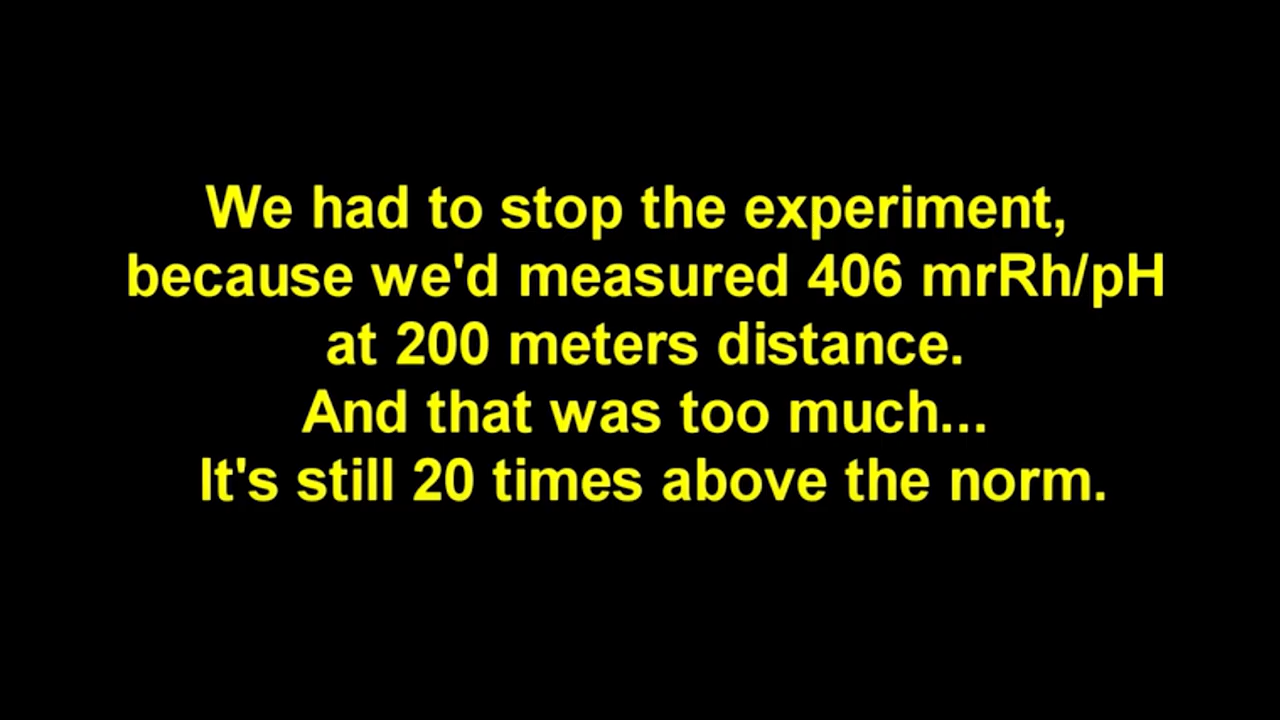 We had to stop the experiment,
because we'd measured 406 mrRh/pH
at 200 meters distance.
And that was too much...
It's still 20 times above the norm.